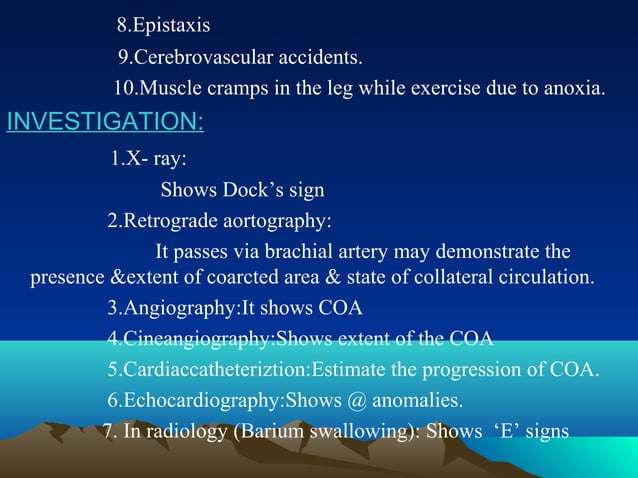 8.Epistaxis
9.Cerebrovascular accidents.
10.Muscle cramps in the leg while exercise due to anoxia.
INVESTIGATION:
1.X- ray:
Shows Dock’s sign
2.Retrograde aortography:
It passes via brachial artery may demonstrate the
presence &extent of coarcted area & state of collateral circulation.
3.Angiography:It shows COA
4.Cineangiography:Shows extent of the COA
5.Cardiaccatheteriztion:Estimate the progression of COA.
6.Echocardiography:Shows @ anomalies.
7. In radiology (Barium swallowing): Shows ‘E’ signs